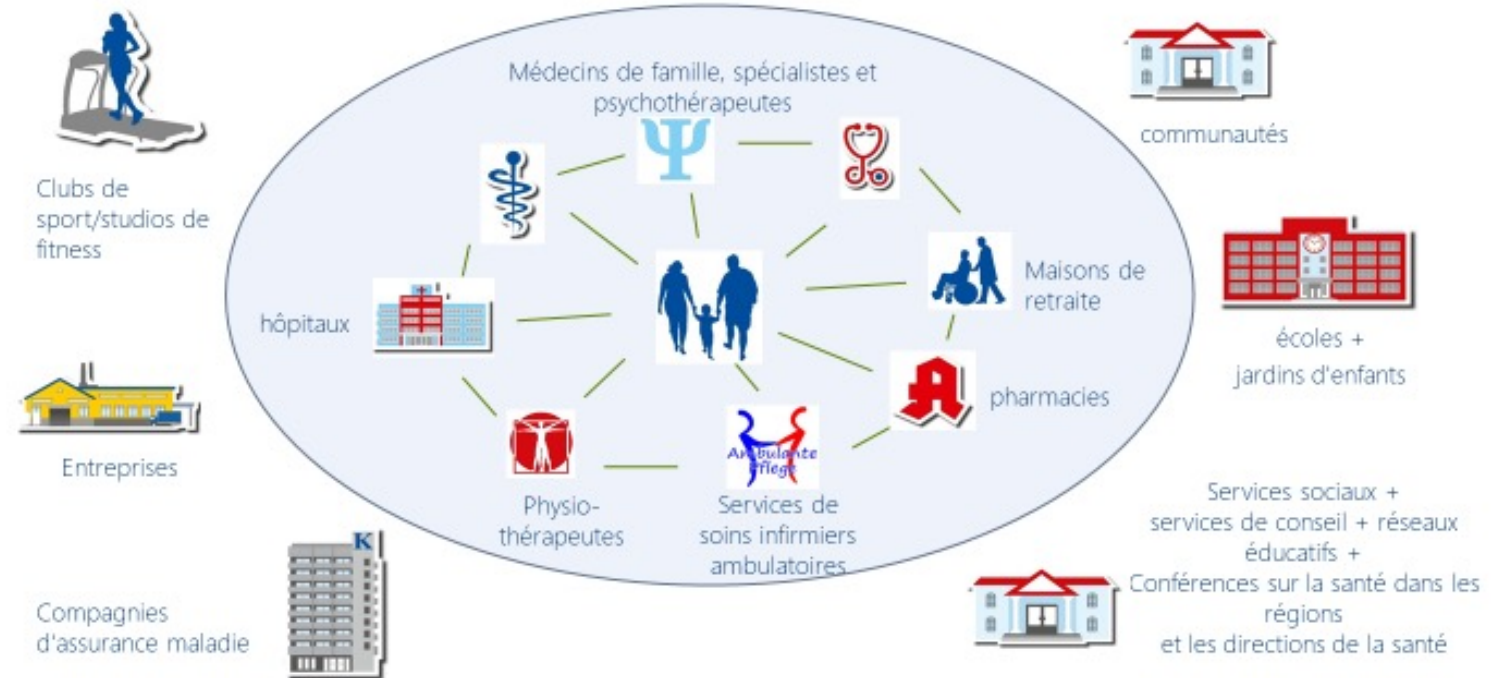 Médecins de famille, spécialistes et
psychothérapeutes
communautés
Clubs de
sport/studios de
fitness
Maisons de
retraite
hôpitaux
écoles +
jardins d'enfants
pharmacies
Ambulante
Pflege
Entreprises
Physio-
thérapeutes
Services de
soins infirmiers
ambulatoires
Services sociaux +
services de conseil + réseaux
éducatifs +
Conférences sur la santé dans les
régions
et les directions de la santé
K
Compagnies
d'assurance maladie